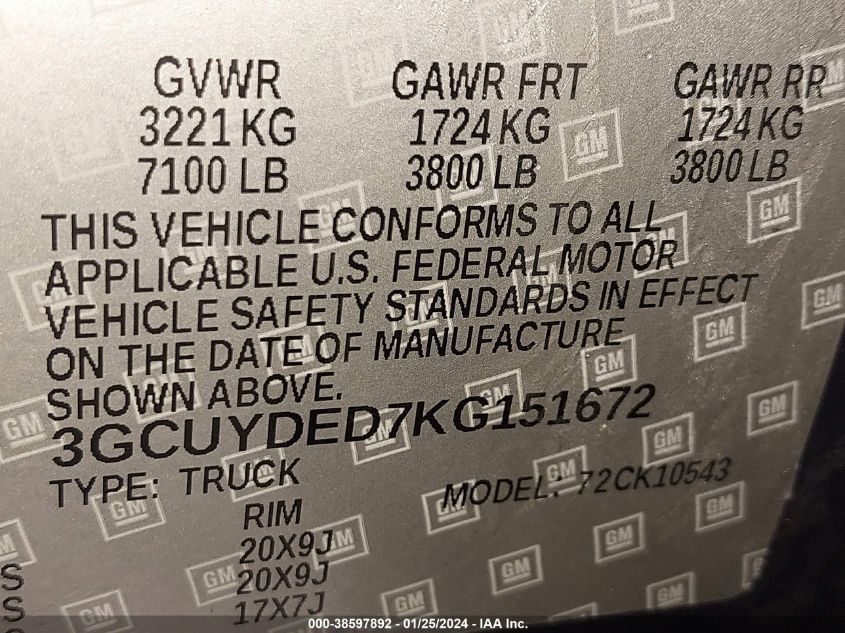 GVWR GAWR FRT GAWR RR
3221 KG 1724 KG 1724 KG
7100 LB 3800 LB 3800 LB
THIS VEHICLE CONFORMS TO ALL
APPLICABLE U.S. FEDERAL MOTOR
VEHICLE SAFETY STANDARDS IN EFFECT
ON THE DATE OF MANUFACTURE
SHOWN ABOVE.
3GCUYDED7KG151672
TYPE: TRUCK MODEL: 72CK10543
RIM
20X9J
S 20X9J
S 17X7J
000-38597892 - 01/25/2024 - IAA Inc.